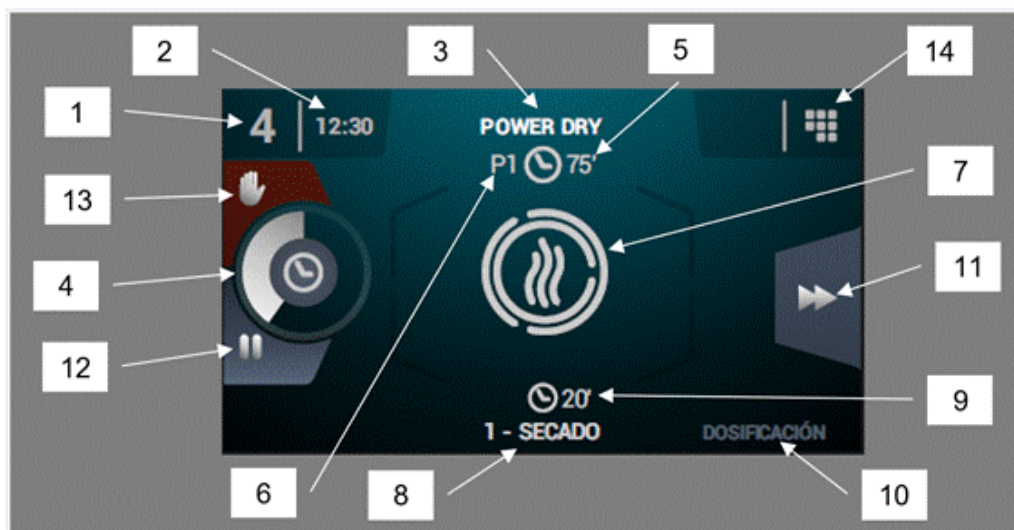 2 3 5 14
1 4 12:30 POWER DRY
P1 75'
13 7
4 11
12 20' 9
1 - SECADO DOSIFICACIÓN
6 8 10